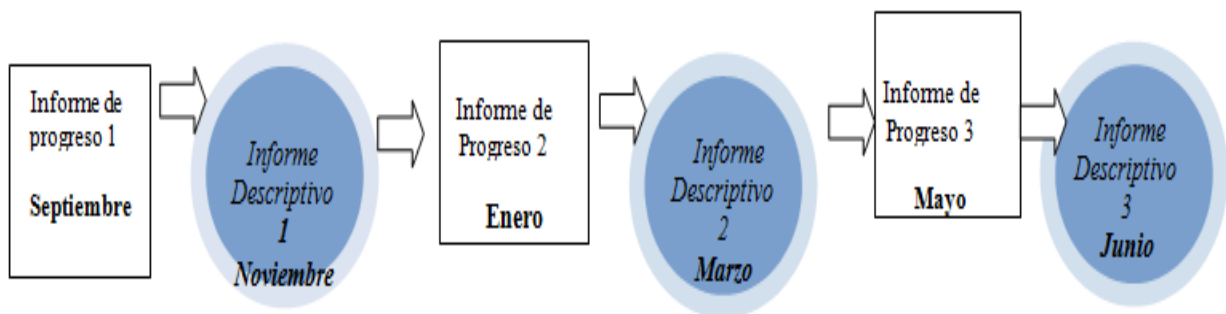 Informe de
progreso 1
Septiembre
Informe
Descriptivo
1
Noviembre
Informe de
Progreso 2
Enero
Informe
Descriptivo
2
Marzo
Informe de
Progreso 3
Mayo
Informe
Descriptivo
3
Junio